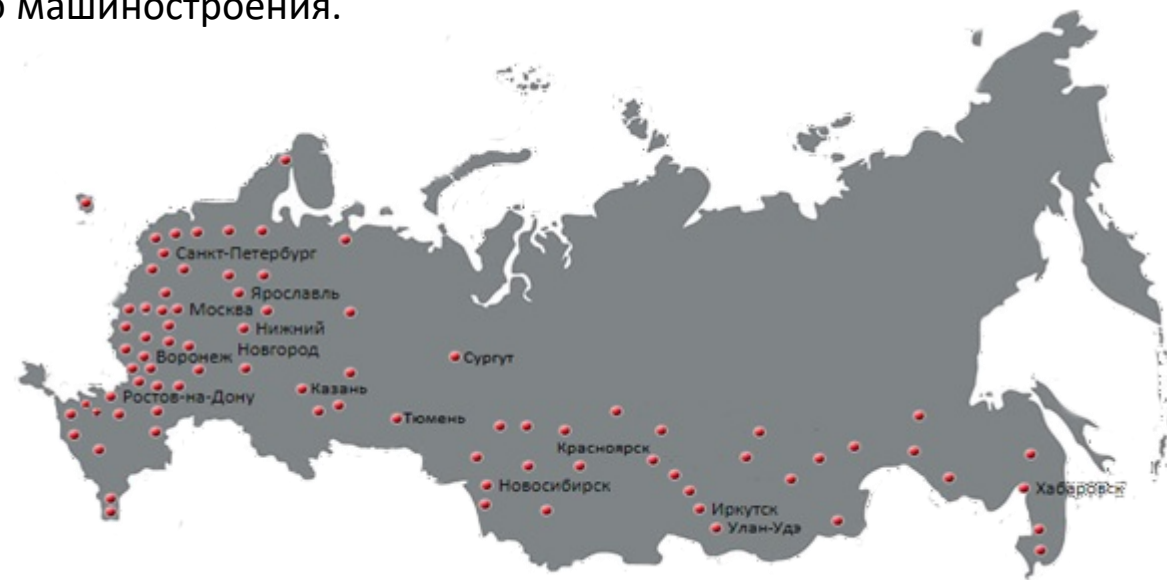 о машиностроения.
Санкт-Петербург
Ярославль
Москва
Нижний
Новгород
Воронеж
Сургут
Казань
Ростов-на-Дону
Тюмень
Красноярск
Новосибирск
Хабаровск
Иркутск
Улан-Удэ